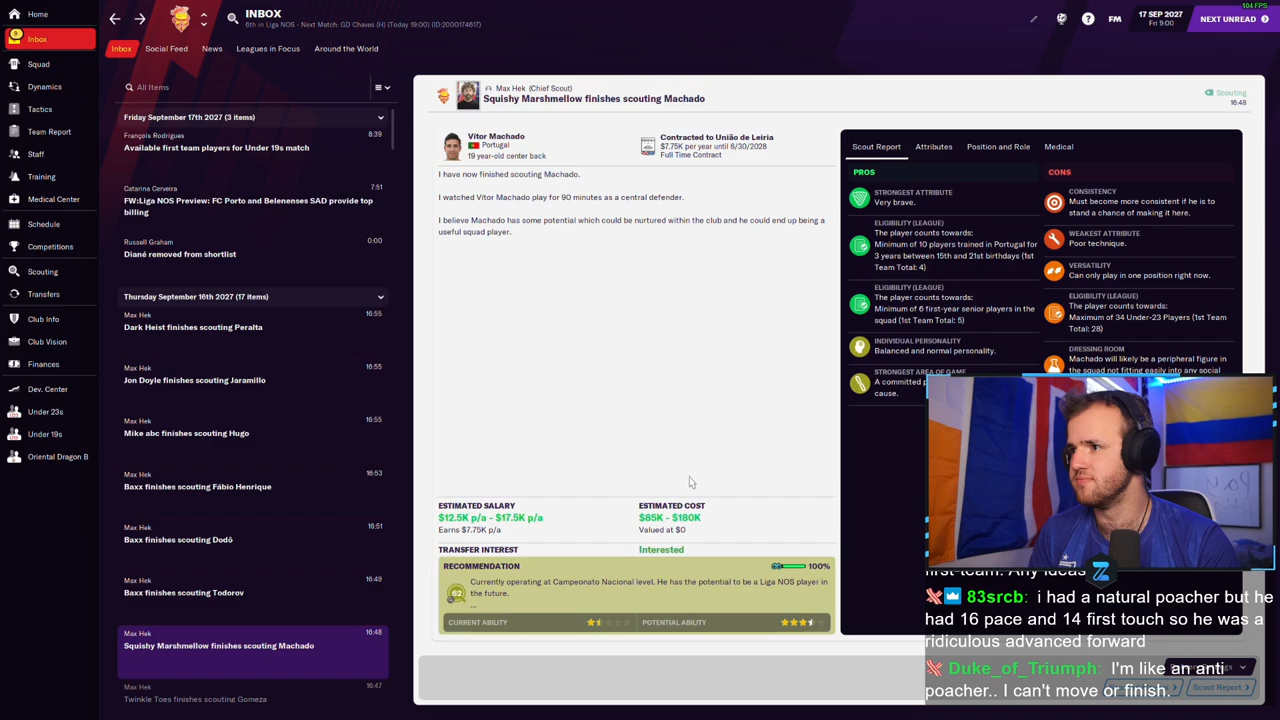 104 FPS
Home
INBOX
6th in Liga NOS - Next Match: GD Chaves (H) (Today 19:00) (ID:2000174617)
FM
17 SEP 2027
Fri 9:00
NEXT UNREAD
9
Inbox
Squad
Dynamics
Tactics
Team Report
Staff
Training
Medical Center
Schedule
Competitions
Scouting
Transfers
Club Info
Club Vision
Finances
Dev. Center
Under 23s
Under 19s
Oriental Dragon B
Inbox
Social Feed
News
Leagues in Focus
Around the World
All Items
Friday September 17th 2027 (3 items)
François Rodrigues
8:39
Available first team players for Under 19s match
Catarina Cerveira
7:51
FW:Liga NOS Preview: FC Porto and Belenenses SAD provide top
billing
Russell Graham
0:00
Diané removed from shortlist
Thursday September 16th 2027 (17 items)
Max Hek
16:55
Dark Heist finishes scouting Peralta
Max Hek
16:55
Jon Doyle finishes scouting Jaramillo
Max Hek
16:55
Mike abc finishes scouting Hugo
Max Hek
16:53
Baxx finishes scouting Fábio Henrique
Max Hek
16:51
Baxx finishes scouting Dodô
Max Hek
16:49
Baxx finishes scouting Todorov
Max Hek
16:48
Squishy Marshmellow finishes scouting Machado
Max Hek
16:47
Twinkle Toes finishes scouting Gomeza
Max Hek (Chief Scout)
Squishy Marshmellow finishes scouting Machado
Scouting
16:48
Vítor Machado
Portugal
19 year-old center back
Contracted to União de Leiria
$7.75K per year until 6/30/2028
Full Time Contract
I have now finished scouting Machado.
I watched Vítor Machado play for 90 minutes as a central defender.
I believe Machado has some potential which could be nurtured within the club and he could end up being a
useful squad player.
ESTIMATED SALARY
$12.5K p/a - $17.5K p/a
Earns $7.75K p/a
ESTIMATED COST
$85K - $180K
Valued at $0
TRANSFER INTEREST
Interested
RECOMMENDATION
100%
62
Currently operating at Campeonato Nacional level. He has the potential to be a Liga NOS player in
the future.
...
CURRENT ABILITY
POTENTIAL ABILITY
Scout Report
Attributes
Position and Role
Medical
PROS
STRONGEST ATTRIBUTE
Very brave.
ELIGIBILITY (LEAGUE)
The player counts towards:
Minimum of 10 players trained in Portugal for
3 years between 15th and 21st birthdays (1st
Team Total: 4)
ELIGIBILITY (LEAGUE)
The player counts towards:
Minimum of 6 first-year senior players in the
squad (1st Team Total: 5)
INDIVIDUAL PERSONALITY
Balanced and normal personality.
STRONGEST AREA OF GAME
A committed
cause.
CONS
CONSISTENCY
Must become more consistent if he is to
stand a chance of making it here.
WEAKEST ATTRIBUTE
Poor technique.
VERSATILITY
Can only play in one position right now.
ELIGIBILITY (LEAGUE)
The player counts towards:
Maximum of 34 Under-23 Players (1st Team
Total: 28)
DRESSING ROOM
Machado will likely be a peripheral figure in
the squad not fitting easily into any social
first-team. Any ideas
83srcb: i had a natural poacher but he
had 16 pace and 14 first touch so he was a
ridiculous advanced forward
Duke_of_Triumph: I'm like an anti
poacher.. I can't move or finish.
Scout Report